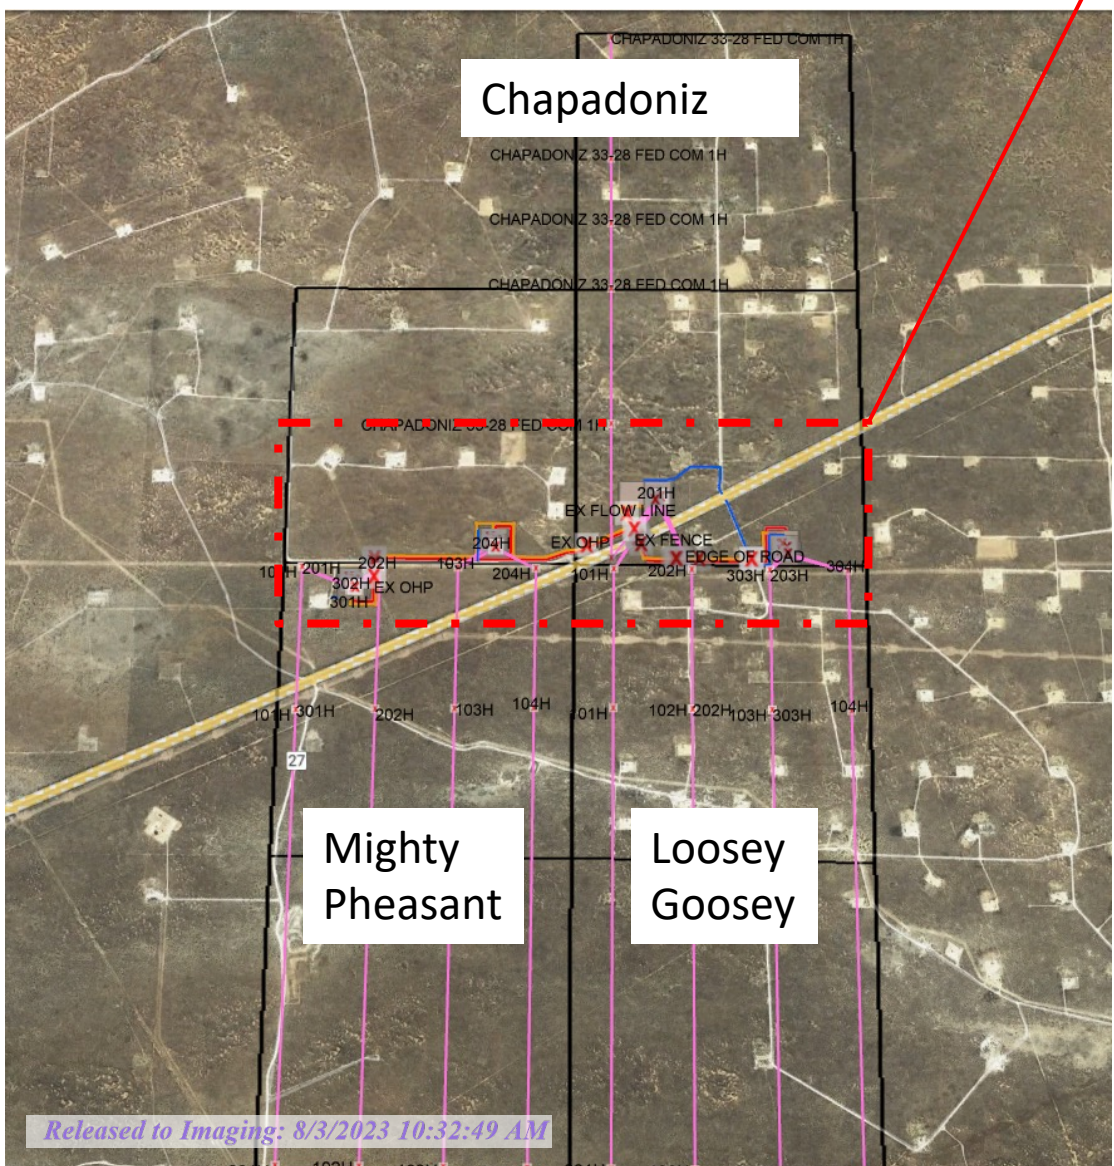 CHAPADONIZ 33-28 FED COM 1H
Chapadoniz
CHAPADONIZ 33-28 FED COM 1H
CHAPADONIZ 33-28 FED COM 1H
CHAPADONIZ 33-28 FED COM 1H
CHAPADONIZ 33-28 FED COM 1H
201H
EX FLOW LINE
204H
EX OHP
EX FENCE
EDGE OF ROAD
201H
202H
103H
204H
101H
202H
303H
203H
304H
302H
EX OHP
301H
101H
301H
202H
103H
104H
101H
102H
202H
103H
303H
104H
27
Mighty
Pheasant
Loosey
Goosey
Released to Imaging: 8/3/2023 10:32:49 AM